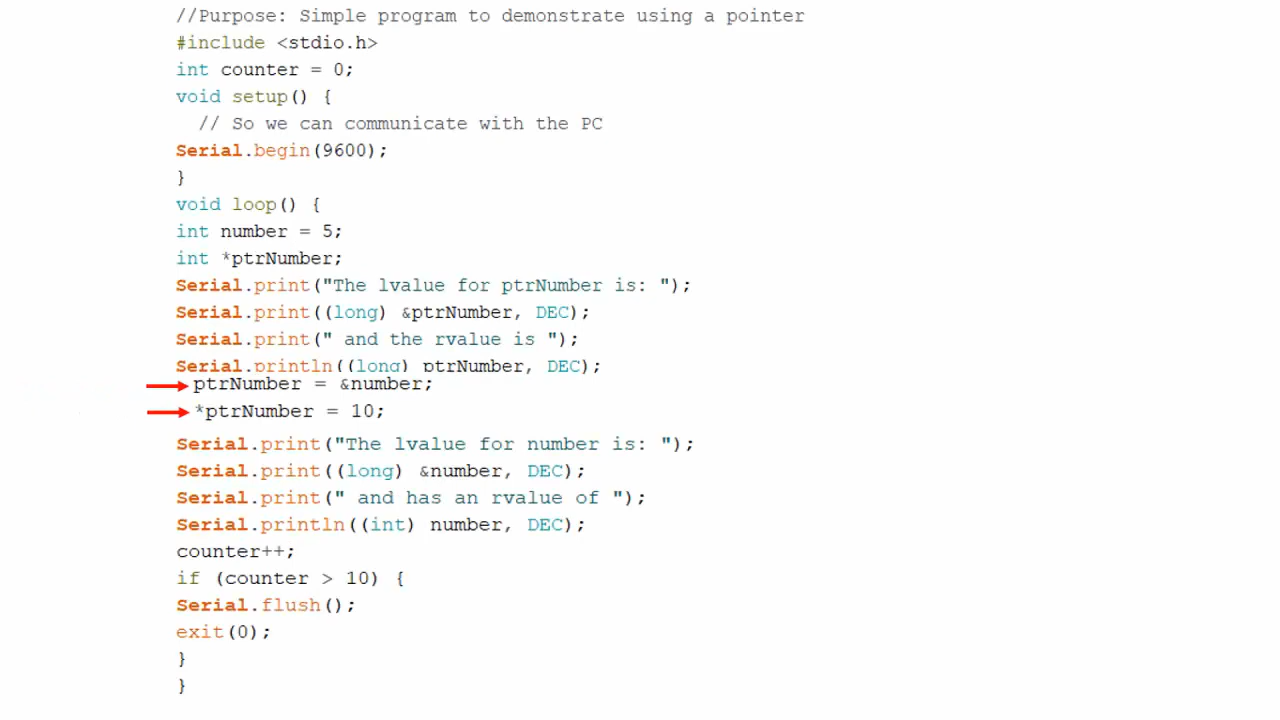 //Purpose: Simple program to demonstrate using a pointer
#include <stdio.h>
int counter = 0;
void setup() {
// So we can communicate with the PC
Serial.begin(9600);
}
void loop() {
int number = 5;
int *ptrNumber;
Serial.print("The lvalue for ptrNumber is: ");
Serial.print((long) &ptrNumber, DEC);
Serial.print(" and the rvalue is ");
Serial.println((long) ptrNumber, DEC);
ptrNumber = &number;
*ptrNumber = 10;
Serial.print("The lvalue for number is: ");
Serial.print((long) &number, DEC);
Serial.print(" and has an rvalue of ");
Serial.println((int) number, DEC);
counter++;
if (counter > 10) {
Serial.flush();
exit(0);
}
}